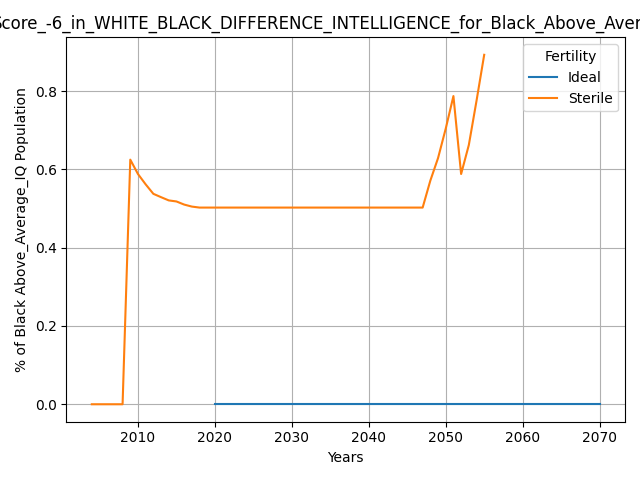 Score_-6_in_WHITE_BLACK_DIFFERENCE_INTELLIGENCE_for_Black_Above_Aver
Fertility
Ideal
Sterile
% of Black Above_Average_IQ Population
0.8
0.6
0.4
0.2
0.0
2010 2020 2030 2040 2050 2060 2070
Years